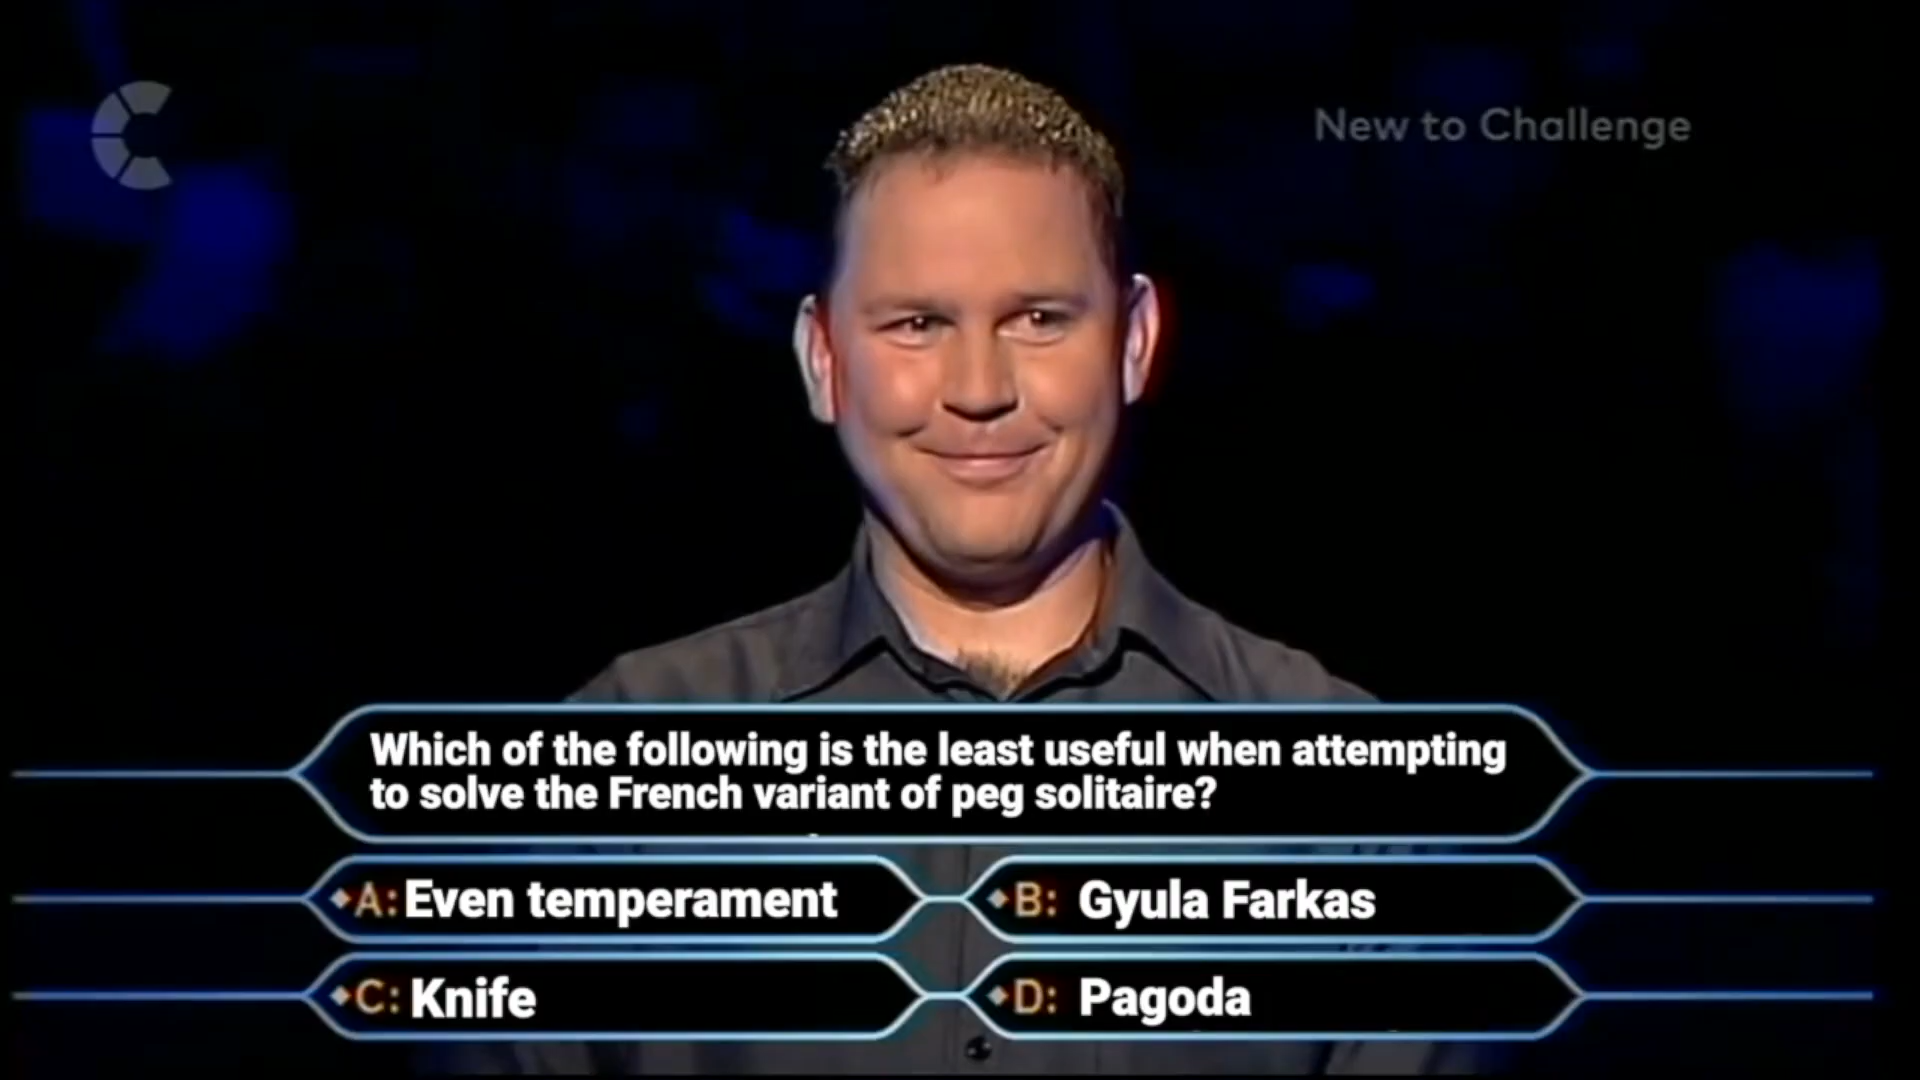 New to Challenge
Which of the following is the least useful when attempting
to solve the French variant of peg solitaire?
A: Even temperament
B: Gyula Farkas
C: Knife
D: Pagoda